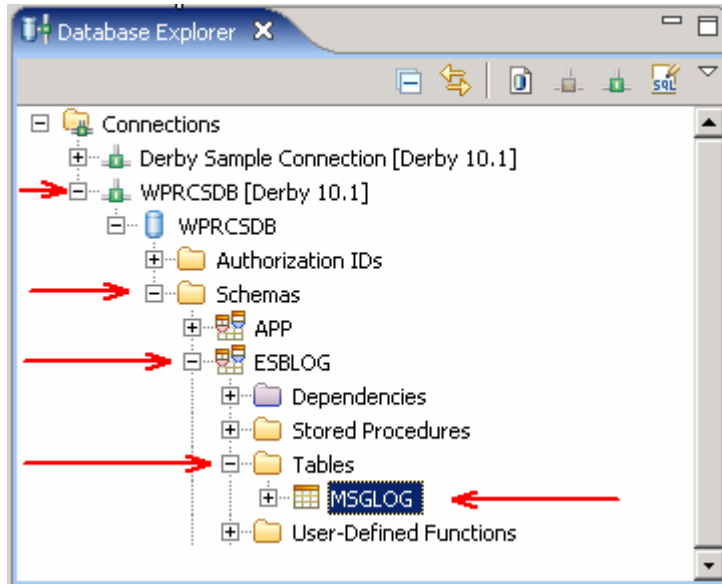 Database Explorer
SQL
Connections
Derby Sample Connection [Derby 10.1]
WPRCSDB [Derby 10.1]
WPRCSDB
Authorization IDs
Schemas
APP
ESBLOG
Dependencies
Stored Procedures
Tables
MSGLOG
User-Defined Functions